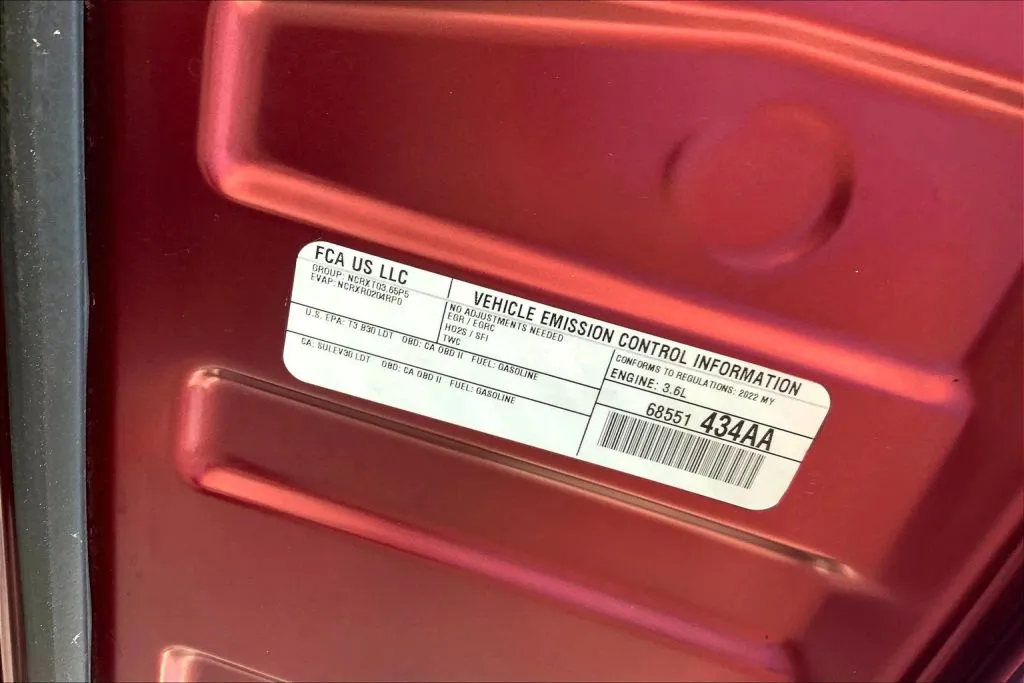 FCA US LLC
GROUP: NCRXT03.65P5
EVAP: NCRXR0204RP0
VEHICLE EMISSION CONTROL INFORMATION
NO ADJUSTMENTS NEEDED
EGR / EGRC
HO2S / SFI
TWC
CONFORMS TO REGULATIONS: 2022 MY
U.S. EPA: T3 B30 LDT OBD: CA OBD II FUEL: GASOLINE
ENGINE: 3.6L
CA: SULEV30 LDT OBD: CA OBD II FUEL: GASOLINE
68551 434AA